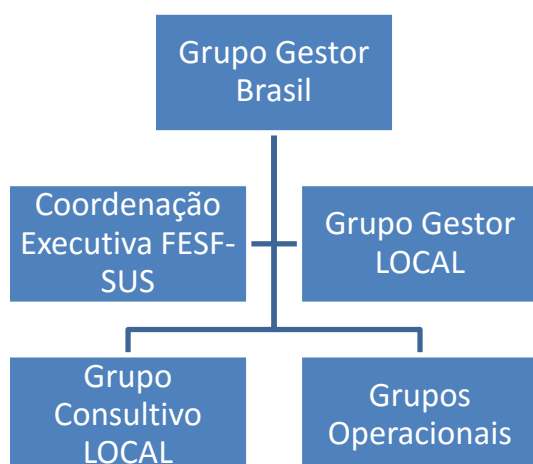 Grupo Gestor
Brasil
Coordenação
Executiva FESF-
SUS
Grupo Gestor
LOCAL
Grupo
Consultivo
LOCAL
Grupos
Operacionais